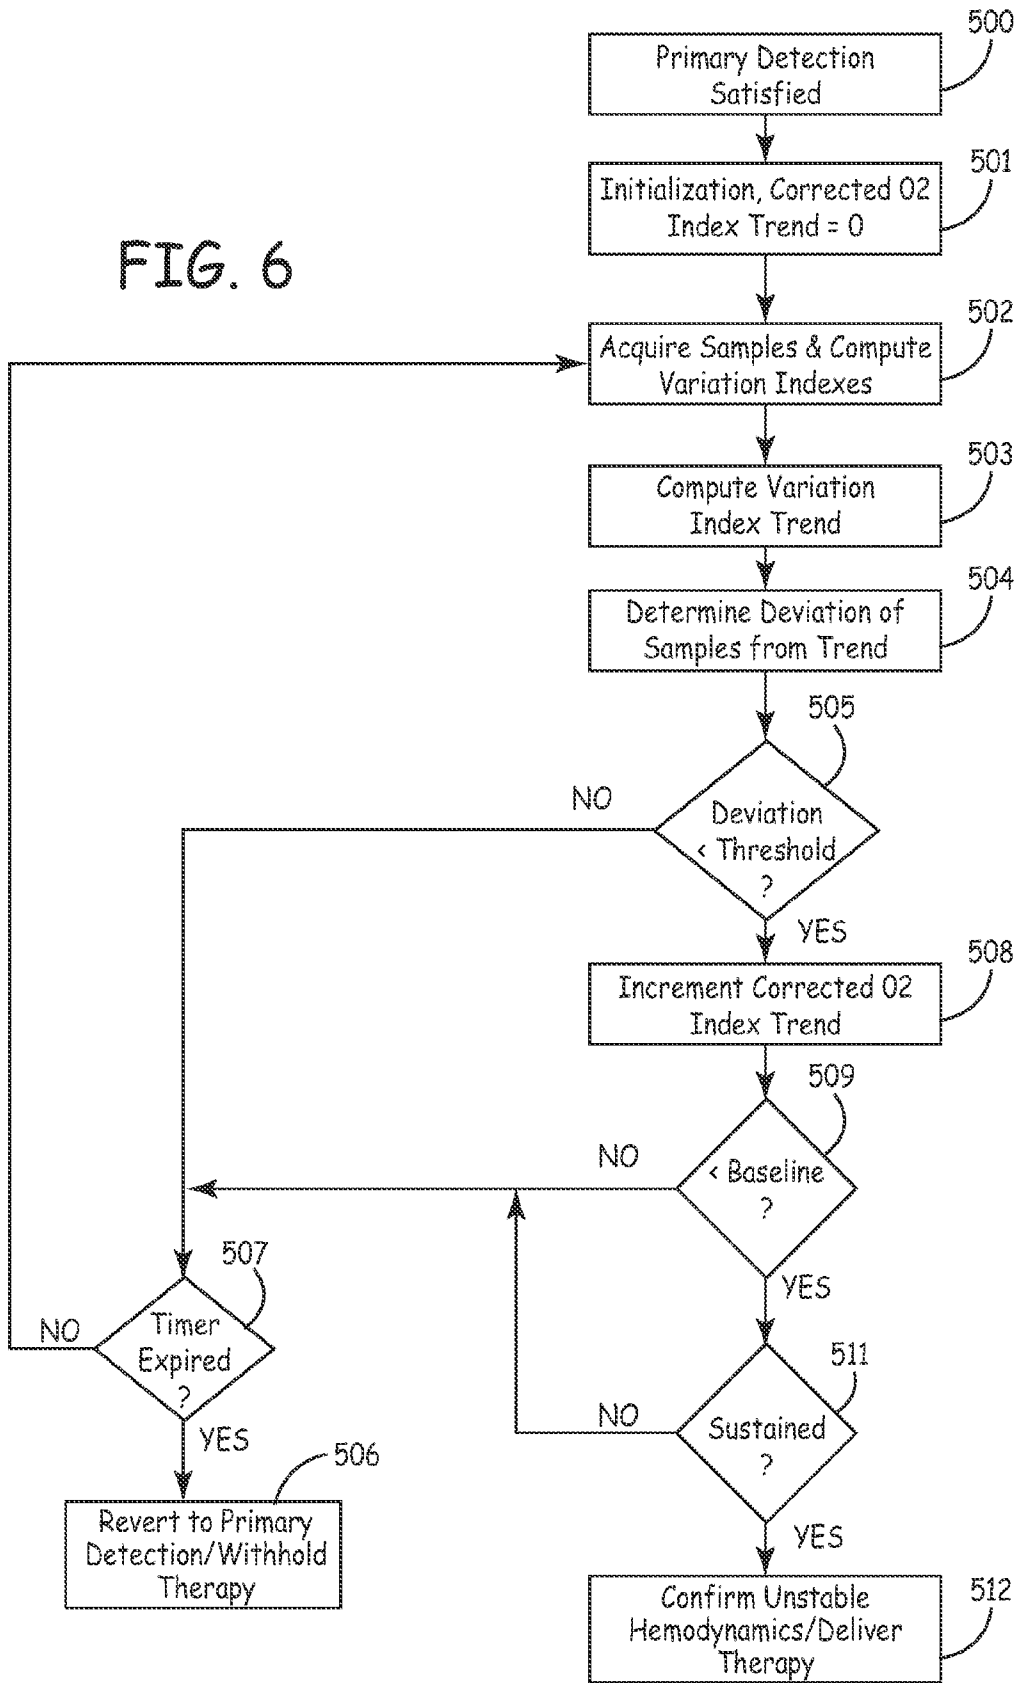 500
Primary Detection
Satisfied
501
Initialization, Corrected O2
Index Trend = 0
FIG. 6
502
Acquire Samples & Compute
Variation Indexes
503
Compute Variation
Index Trend
504
Determine Deviation of
Samples from Trend
505
NO
Deviation
< Threshold
?
YES
508
Increment Corrected O2
Index Trend
509
NO
< Baseline
?
YES
507
NO
Timer
Expired
?
YES
511
NO
Sustained
?
YES
506
Revert to Primary
Detection/Withhold
Therapy
512
Confirm Unstable
Hemodynamics/Deliver
Therapy